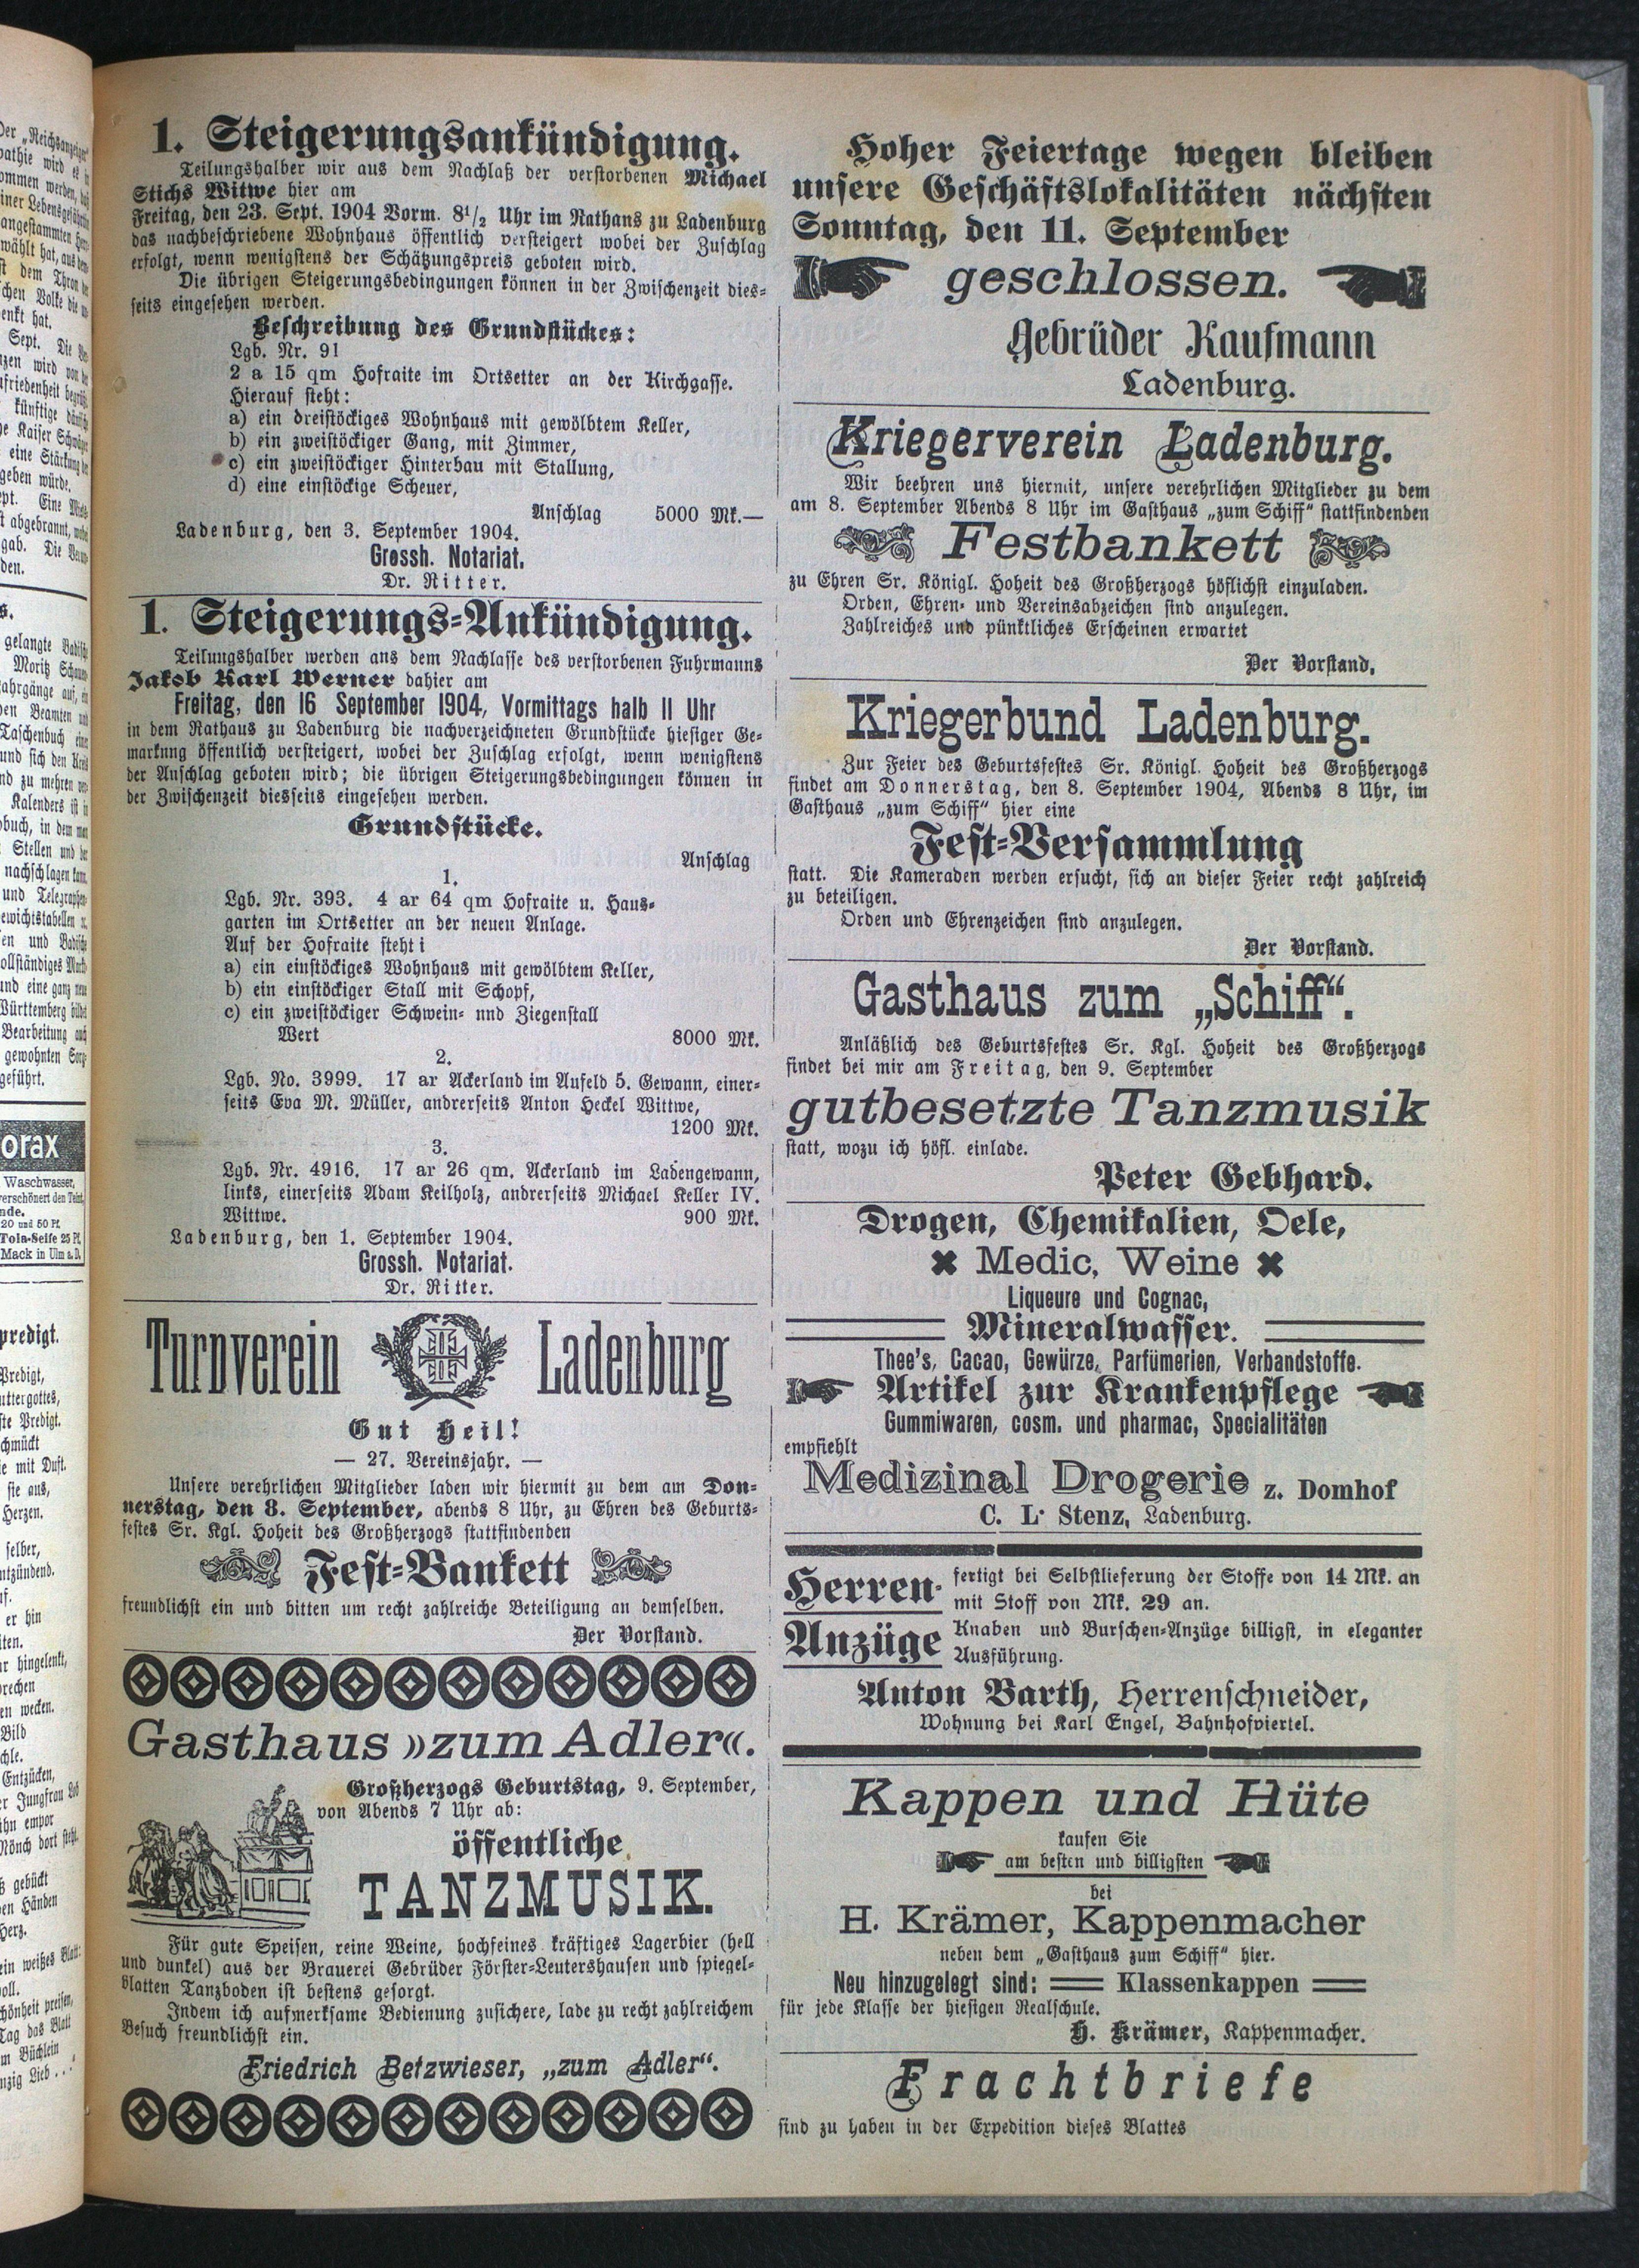 1. Steigerungsankündigung.
Teilungshalber wir aus dem Nachlaß der verstorbenen Michael
Stichs Witwe hier am
Freitag, den 23. Sept. 1904 Vorm. 8¹/₂ Uhr im Rathans zu Ladenburg
das nachbeschriebene Wohnhaus öffentlich versteigert wobei der Zuschlag
erfolgt, wenn wenigstens der Schätzungspreis geboten wird.
Die übrigen Steigerungsbedingungen können in der Zwischenzeit dies-
seits eingesehen werden.
Beschreibung des Grundstückes:
Lgb. Nr. 91
2 a 15 qm Hofraite im Ortsetter an der Kirchgasse.
Hierauf steht:
a) ein dreistöckiges Wohnhaus mit gewölbtem Keller,
b) ein zweistöckiger Gang, mit Zimmer,
c) ein zweistöckiger Hinterbau mit Stallung,
d) eine einstöckige Scheuer,
Anschlag 5000 Mk.—
Ladenburg, den 3. September 1904.
Grossh. Notariat.
Dr. Ritter.
1. Steigerungs-Ankündigung.
Teilungshalber werden ans dem Nachlasse des verstorbenen Fuhrmanns
Jakob Karl Werner dahier am
Freitag, den 16 September 1904, Vormittags halb 11 Uhr
in dem Rathaus zu Ladenburg die nachverzeichneten Grundstücke hiesiger Ge-
markung öffentlich versteigert, wobei der Zuschlag erfolgt, wenn wenigstens
der Anschlag geboten wird; die übrigen Steigerungsbedingungen können in
der Zwischenzeit diesseits eingesehen werden.
Grundstücke.
Anschlag
1.
Lgb. Nr. 393. 4 ar 64 qm Hofraite u. Haus-
garten im Ortsetter an der neuen Anlage.
Auf der Hofraite steht i
a) ein einstöckiges Wohnhaus mit gewölbtem Keller,
b) ein einstöckiger Stall mit Schopf,
c) ein zweistöckiger Schwein- und Ziegenstall
Wert 8000 Mk.
2.
Lgb. No. 3999. 17 ar Ackerland im Aufeld 5. Gewann, einer-
seits Eva M. Müller, andrerseits Anton Heckel Wittwe,
1200 Mk.
3.
Lgb. Nr. 4916. 17 ar 26 qm. Ackerland im Ladengewann,
links, einerseits Adam Keilholz, andrerseits Michael Keller IV.
Wittwe. 900 Mk.
Ladenburg, den 1. September 1904.
Grossh. Notariat.
Dr. Ritter.
Turnverein Ladenburg
Gut Heil!
— 27. Vereinsjahr. —
Unsere verehrlichen Mitglieder laden wir hiermit zu dem am Don-
nerstag, den 8. September, abends 8 Uhr, zu Ehren des Geburts-
festes Sr. Kgl. Hoheit des Großherzogs stattfindenden
Fest-Bankett
freundlichst ein und bitten um recht zahlreiche Beteiligung an demselben.
Der Vorstand.
Gasthaus »zum Adler«.
Großherzogs Geburtstag, 9. September,
von Abends 7 Uhr ab:
öffentliche
TANZMUSIK.
Für gute Speisen, reine Weine, hochfeines kräftiges Lagerbier (hell
und dunkel) aus der Brauerei Gebrüder Förster-Leutershausen und spiegel-
blatten Tanzboden ist bestens gesorgt.
Indem ich aufmerksame Bedienung zusichere, lade zu recht zahlreichem
Besuch freundlichst ein.
Friedrich Betzwieser, „zum Adler“.
Hoher Feiertage wegen bleiben
unsere Geschäftslokalitäten nächsten
Sonntag, den 11. September
geschlossen.
Gebrüder Kaufmann
Ladenburg.
Kriegerverein Ladenburg.
Wir beehren uns hiermit, unsere verehrlichen Mitglieder zu dem
am 8. September Abends 8 Uhr im Gasthaus „zum Schiff“ stattfindenden
Festbankett
zu Ehren Sr. Königl. Hoheit des Großherzogs höflichst einzuladen.
Orden, Ehren- und Vereinsabzeichen sind anzulegen.
Zahlreiches und pünktliches Erscheinen erwartet
Der Vorstand.
Kriegerbund Ladenburg.
Zur Feier des Geburtsfestes Sr. Königl. Hoheit des Großherzogs
findet am Donnerstag, den 8. September 1904, Abends 8 Uhr, im
Gasthaus „zum Schiff“ hier eine
Fest-Versammlung
statt. Die Kameraden werden ersucht, sich an dieser Feier recht zahlreich
zu beteiligen.
Orden und Ehrenzeichen sind anzulegen.
Der Vorstand.
Gasthaus zum „Schiff“.
Anläßlich des Geburtsfestes Sr. Kgl. Hoheit des Großherzogs
findet bei mir am Freitag, den 9. September
gutbesetzte Tanzmusik
statt, wozu ich höfl. einlade.
Peter Gebhard.
Drogen, Chemikalien, Oele,
✖ Medic, Weine ✖
Liqueure und Cognac,
Mineralwasser.
Thee's, Cacao, Gewürze, Parfümerien, Verbandstoffe.
Artikel zur Krankenpflege
Gummiwaren, cosm. und pharmac, Specialitäten
empfiehlt
Medizinal Drogerie z. Domhof
C. L. Stenz, Ladenburg.
Herren-
Anzüge
fertigt bei Selbstlieferung der Stoffe von 14 Mk. an
mit Stoff von Mk. 29 an.
Knaben und Burschen-Anzüge billigst, in eleganter
Ausführung.
Anton Barth, Herrenschneider,
Wohnung bei Karl Engel, Bahnhofviertel.
Kappen und Hüte
kaufen Sie
am besten und billigsten
bei
H. Krämer, Kappenmacher
neben dem „Gasthaus zum Schiff“ hier.
Neu hinzugelegt sind: Klassenkappen
für jede Klasse der hiesigen Realschule.
H. Krämer, Kappenmacher.
Frachtbriefe
sind zu haben in der Expedition dieses Blattes